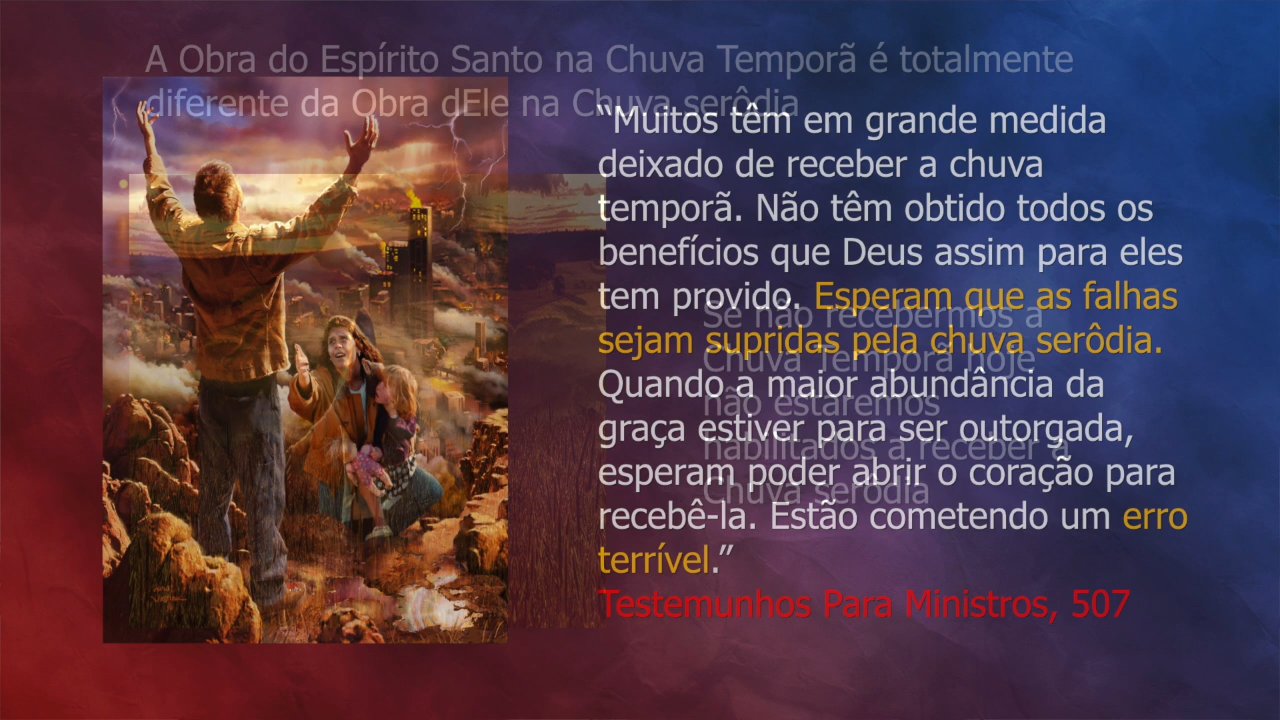 A Obra do Espírito Santo na Chuva Temporã é totalmente
diferente da Obra dEle na Chuva serôdia
“Muitos têm em grande medida
deixado de receber a chuva
temporã. Não têm obtido todos os
benefícios que Deus assim para eles
tem provido. Esperam que as falhas
sejam supridas pela chuva serôdia.
Quando a maior abundância da
graça estiver para ser outorgada,
esperam poder abrir o coração para
recebê-la. Estão cometendo um erro
terrível.”
Testemunhos Para Ministros, 507
Se não recebermos a
Chuva Temporã hoje
não estaremos
habilitados a receber a
Chuva serôdia